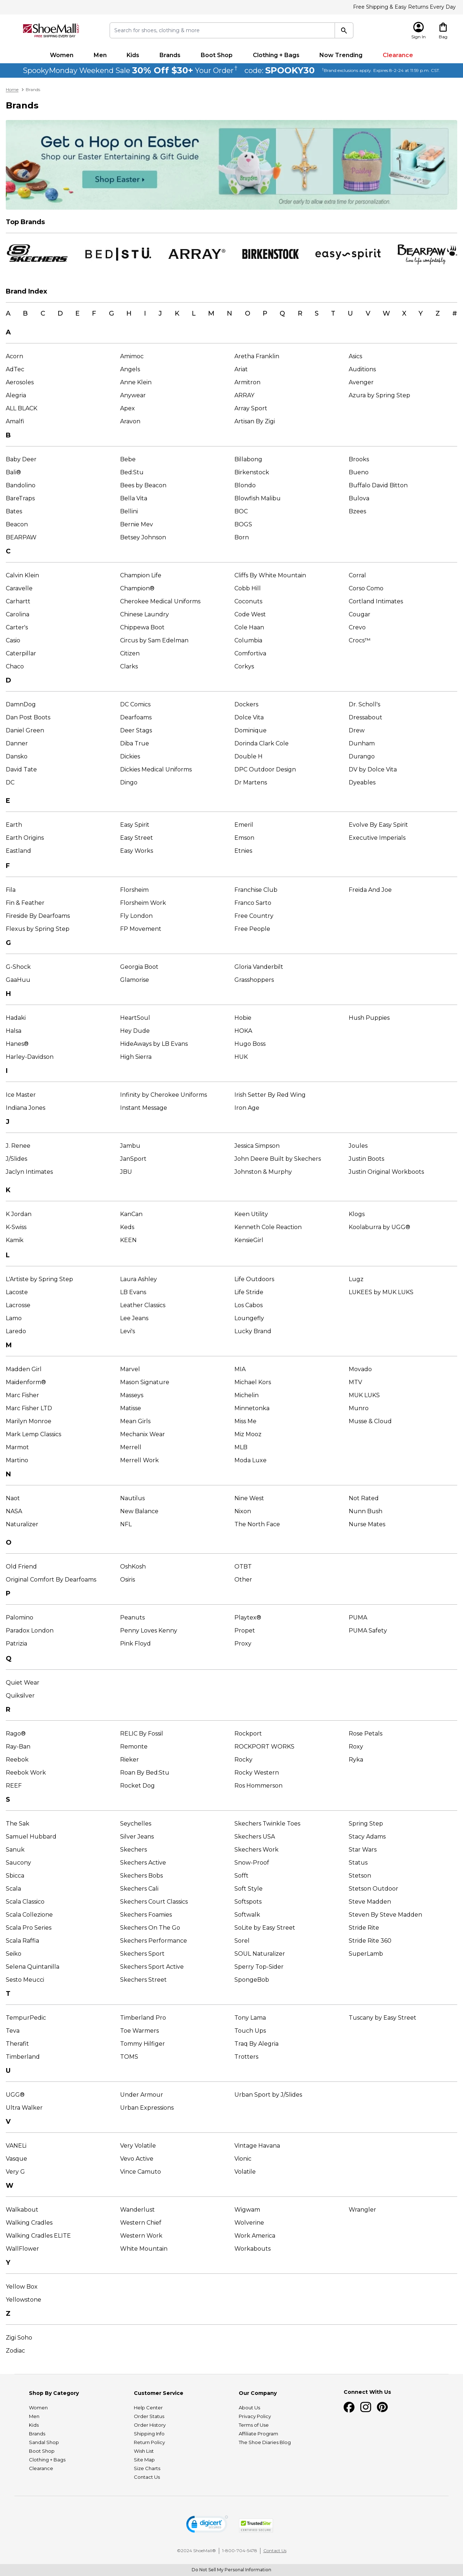 Free Shipping & Easy Returns Every Day
ShoeMall
FREE SHIPPING EVERY DAY
Search for shoes, clothing & more
Sign In
Bag
Women Men Kids Brands Boot Shop Clothing + Bags Now Trending Clearance
SpookyMonday Weekend Sale 30% Off $30+ Your Order† code: SPOOKY30 †Brand exclusions apply. Expires 8-2-24 at 11:59 p.m. CST
Home > Brands
Brands
Get a Hop on Easter
Shop our Easter Entertaining & Gift Guide
Shop Easter
Brooklyn
Pudding
Order early to allow extra time for personalization.
Top Brands
SKECHERS BED|STÜ. ARRAY® BIRKENSTOCK easy spirit BEARPAW live life comfortably
Brand Index
A B C D E F G H I J K L M N O P Q R S T U V W X Y Z #
A
Acorn Amimoc Aretha Franklin Asics
AdTec Angels Ariat Auditions
Aerosoles Anne Klein Armitron Avenger
Alegria Anywear ARRAY Azura by Spring Step
ALL BLACK Apex Array Sport
Amalfi Aravon Artisan By Zigi
B
Baby Deer Bebe Billabong Brooks
Bali® Bed:Stu Birkenstock Bueno
Bandolino Bees by Beacon Blondo Buffalo David Bitton
BareTraps Bella Vita Blowfish Malibu Bulova
Bates Bellini BOC Bzees
Beacon Bernie Mev BOGS
BEARPAW Betsey Johnson Born
C
Calvin Klein Champion Life Cliffs By White Mountain Corral
Caravelle Champion® Cobb Hill Corso Como
Carhartt Cherokee Medical Uniforms Coconuts Cortland Intimates
Carolina Chinese Laundry Code West Cougar
Carter's Chippewa Boot Cole Haan Crevo
Casio Circus by Sam Edelman Columbia Crocs™
Caterpillar Citizen Comfortiva
Chaco Clarks Corkys
D
DamnDog DC Comics Dockers Dr. Scholl's
Dan Post Boots Dearfoams Dolce Vita Dressabout
Daniel Green Deer Stags Dominique Drew
Danner Diba True Dorinda Clark Cole Dunham
Dansko Dickies Double H Durango
David Tate Dickies Medical Uniforms DPC Outdoor Design DV by Dolce Vita
DC Dingo Dr Martens Dyeables
E
Earth Easy Spirit Emeril Evolve By Easy Spirit
Earth Origins Easy Street Emson Executive Imperials
Eastland Easy Works Etnies
F
Fila Florsheim Franchise Club Freida And Joe
Fin & Feather Florsheim Work Franco Sarto
Fireside By Dearfoams Fly London Free Country
Flexus by Spring Step FP Movement Free People
G
G-Shock Georgia Boot Gloria Vanderbilt
GaaHuu Glamorise Grasshoppers
H
Hadaki HeartSoul Hobie Hush Puppies
Halsa Hey Dude HOKA
Hanes® HideAways by LB Evans Hugo Boss
Harley-Davidson High Sierra HUK
I
Ice Master Infinity by Cherokee Uniforms Irish Setter By Red Wing
Indiana Jones Instant Message Iron Age
J
J. Renee Jambu Jessica Simpson Joules
J/Slides JanSport John Deere Built by Skechers Justin Boots
Jaclyn Intimates JBU Johnston & Murphy Justin Original Workboots
K
K Jordan KanCan Keen Utility Klogs
K-Swiss Keds Kenneth Cole Reaction Koolaburra by UGG®
Kamik KEEN KensieGirl
L
L'Artiste by Spring Step Laura Ashley Life Outdoors Lugz
Lacoste LB Evans Life Stride LUKEES by MUK LUKS
Lacrosse Leather Classics Los Cabos
Lamo Lee Jeans Loungefly
Laredo Levi's Lucky Brand
M
Madden Girl Marvel MIA Movado
Maidenform® Mason Signature Michael Kors MTV
Marc Fisher Masseys Michelin MUK LUKS
Marc Fisher LTD Matisse Minnetonka Munro
Marilyn Monroe Mean Girls Miss Me Musse & Cloud
Mark Lemp Classics Mechanix Wear Miz Mooz
Marmot Merrell MLB
Martino Merrell Work Moda Luxe
N
Naot Nautilus Nine West Not Rated
NASA New Balance Nixon Nunn Bush
Naturalizer NFL The North Face Nurse Mates
O
Old Friend OshKosh OTBT
Original Comfort By Dearfoams Osiris Other
P
Palomino Peanuts Playtex® PUMA
Paradox London Penny Loves Kenny Propet PUMA Safety
Patrizia Pink Floyd Proxy
Q
Quiet Wear
Quiksilver
R
Rago® RELIC By Fossil Rockport Rose Petals
Ray-Ban Remonte ROCKPORT WORKS Roxy
Reebok Rieker Rocky Ryka
Reebok Work Roan By Bed:Stu Rocky Western
REEF Rocket Dog Ros Hommerson
S
The Sak Seychelles Skechers Twinkle Toes Spring Step
Samuel Hubbard Silver Jeans Skechers USA Stacy Adams
Sanuk Skechers Skechers Work Star Wars
Saucony Skechers Active Snow-Proof Status
Sbicca Skechers Bobs Sofft Stetson
Scala Skechers Cali Soft Style Stetson Outdoor
Scala Classico Skechers Court Classics Softspots Steve Madden
Scala Collezione Skechers Foamies Softwalk Steven By Steve Madden
Scala Pro Series Skechers On The Go SoLite by Easy Street Stride Rite
Scala Raffia Skechers Performance Sorel Stride Rite 360
Seiko Skechers Sport SOUL Naturalizer SuperLamb
Selena Quintanilla Skechers Sport Active Sperry Top-Sider
Sesto Meucci Skechers Street SpongeBob
T
TempurPedic Timberland Pro Tony Lama Tuscany by Easy Street
Teva Toe Warmers Touch Ups
Therafit Tommy Hilfiger Traq By Alegria
Timberland TOMS Trotters
U
UGG® Under Armour Urban Sport by J/Slides
Ultra Walker Urban Expressions
V
VANELi Very Volatile Vintage Havana
Vasque Vevo Active Vionic
Very G Vince Camuto Volatile
W
Walkabout Wanderlust Wigwam Wrangler
Walking Cradles Western Chief Wolverine
Walking Cradles ELITE Western Work Work America
WallFlower White Mountain Workabouts
Y
Yellow Box
Yellowstone
Z
Zigi Soho
Zodiac
Shop By Category
Women
Men
Kids
Brands
Sandal Shop
Boot Shop
Clothing + Bags
Clearance
Customer Service
Help Center
Order Status
Order History
Shipping Info
Return Policy
Wish List
Site Map
Size Charts
Contact Us
Our Company
About Us
Privacy Policy
Terms of Use
Affiliate Program
The Shoe Diaries Blog
Connect With Us
digicert
TrustedSite
CERTIFIED SECURE
©2024 ShoeMall® | 1-800-704-5478 | Contact Us
Do Not Sell My Personal Information